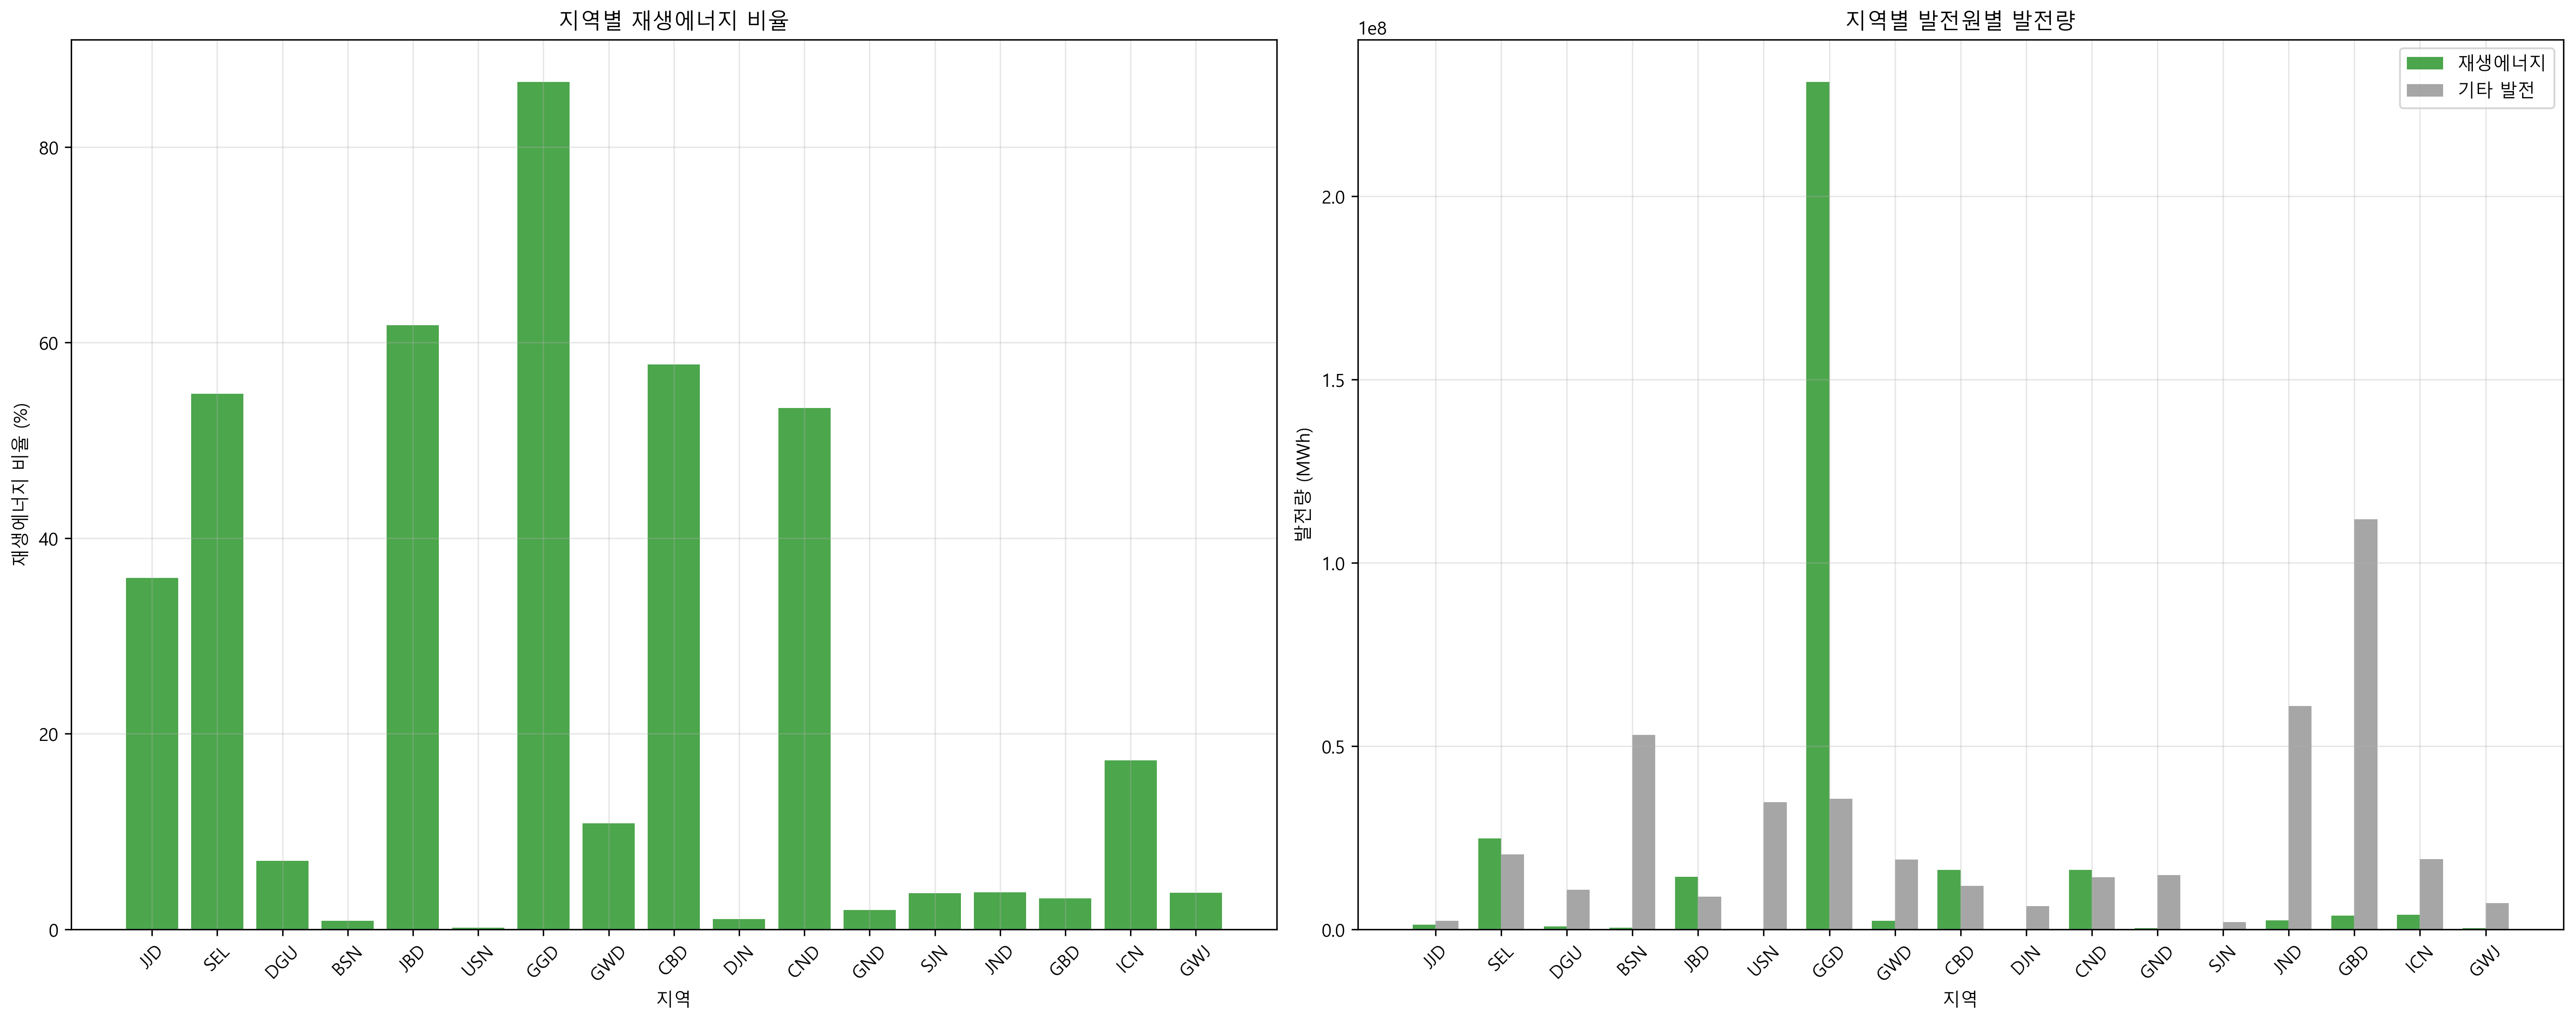 지역별 재생에너지 비율
재생에너지 비율 (%)
80
60
40
20
0
JJD SEL DGU BSN JBD USN GGD GWD CBD DJN CND GND SJN JND GBD ICN GWJ
지역
지역별 발전원별 발전량
1e8
재생에너지
기타 발전
발전량 (MWh)
2.0
1.5
1.0
0.5
0.0
JJD SEL DGU BSN JBD USN GGD GWD CBD DJN CND GND SJN JND GBD ICN GWJ
지역